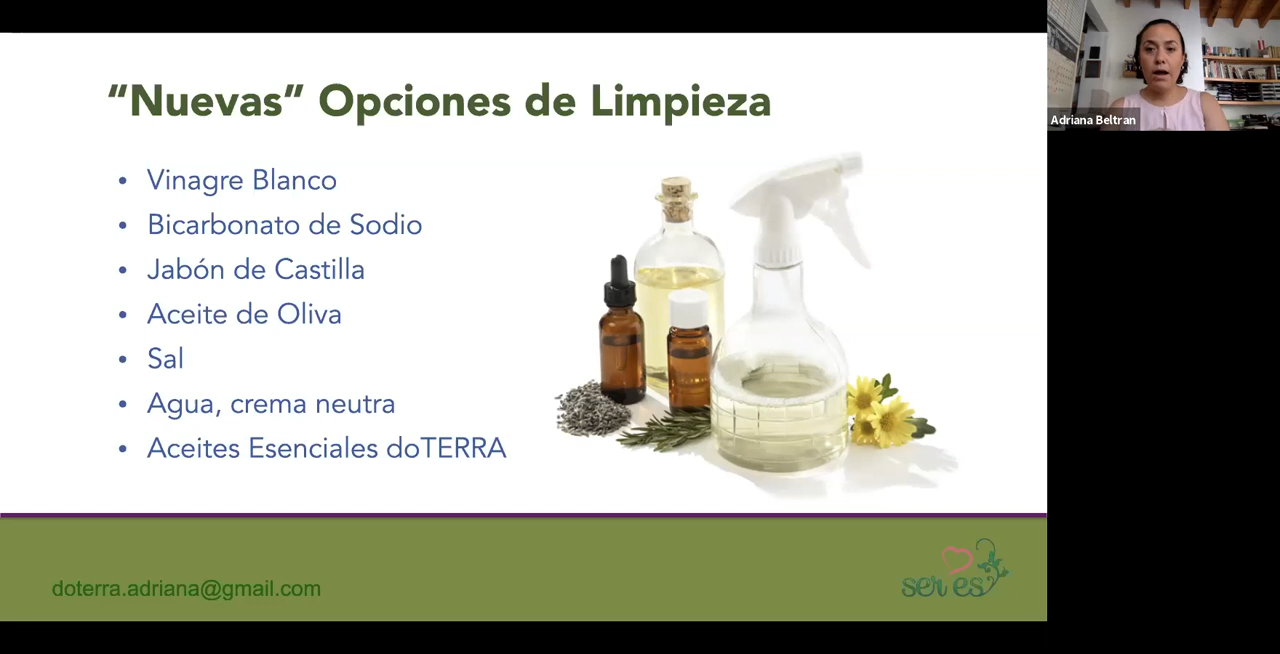 “Nuevas” Opciones de Limpieza
• Vinagre Blanco
• Bicarbonato de Sodio
• Jabón de Castilla
• Aceite de Oliva
• Sal
• Agua, crema neutra
• Aceites Esenciales doTERRA
doterra.adriana@gmail.com
ser es
Adriana Beltran